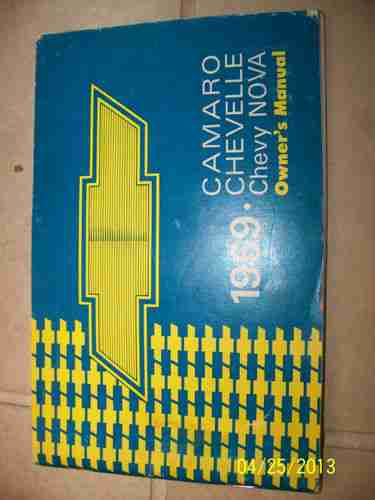 1969 · CAMARO
CHEVELLE
Chevy NOVA
Owner's Manual
04/25/2013